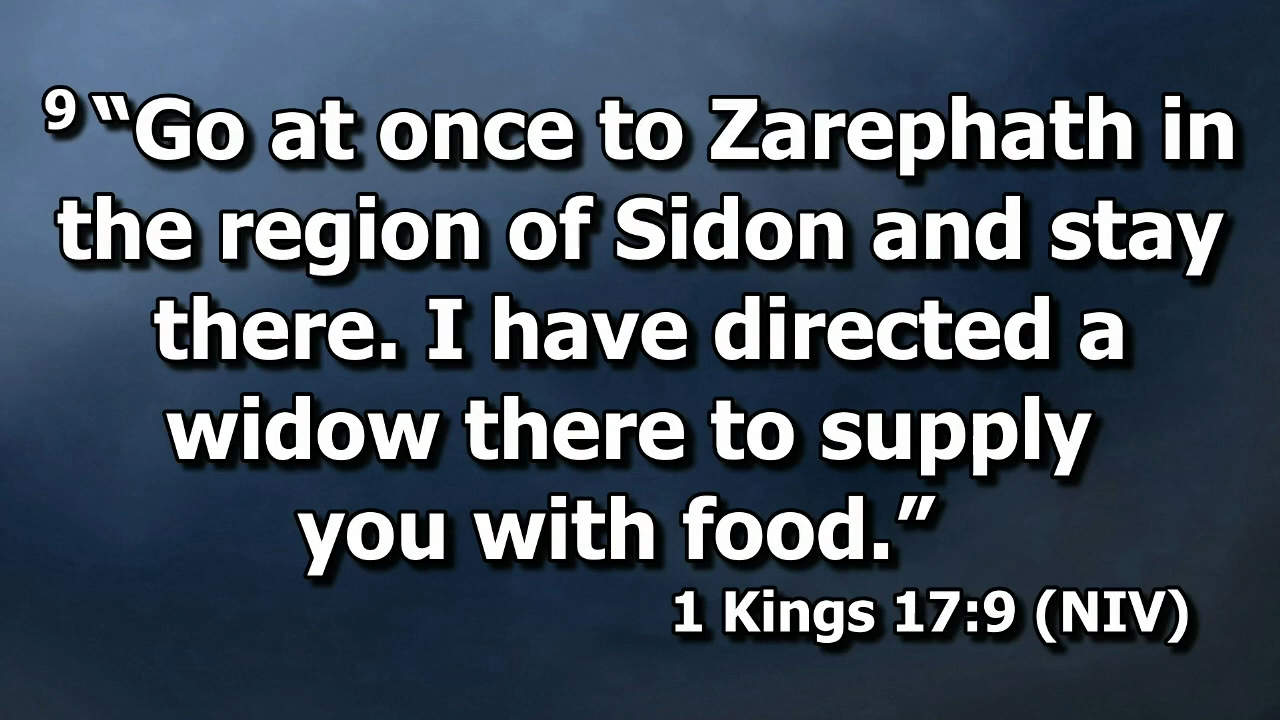 9 “Go at once to Zarephath in
the region of Sidon and stay
there. I have directed a
widow there to supply
you with food.”
1 Kings 17:9 (NIV)